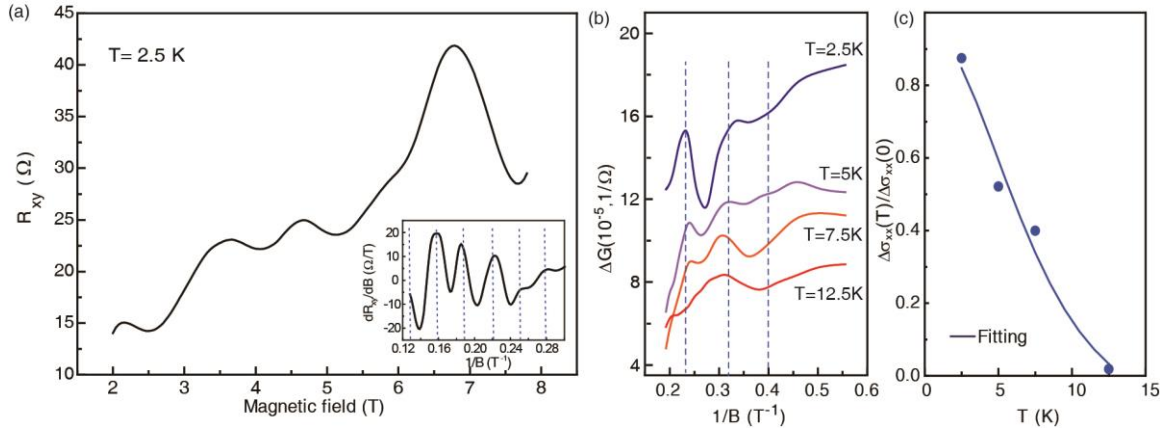 (a)
T= 2.5 K
R_xy ( Ω )
45
40
35
30
25
20
15
10
2
3
4
5
6
7
8
Magnetic field (T)
dR_xy/dB (Ω/T)
20
10
0
-10
-20
0.12
0.16
0.20
0.24
0.28
1/B (T⁻¹)
(b)
ΔG(10⁻⁵,1/Ω)
20
16
12
8
4
T=2.5K
T=5K
T=7.5K
T=12.5K
0.2
0.3
0.4
0.5
0.6
1/B (T⁻¹)
(c)
Δσ_xx(T)/Δσ_xx(0)
0.8
0.6
0.4
0.2
0.0
Fitting
0
5
10
15
T (K)